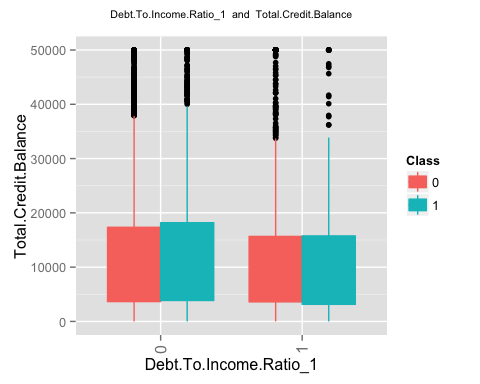 Debt.To.Income.Ratio_1 and Total.Credit.Balance
50000
40000
30000
20000
10000
0
Total.Credit.Balance
0
1
Debt.To.Income.Ratio_1
Class
0
1